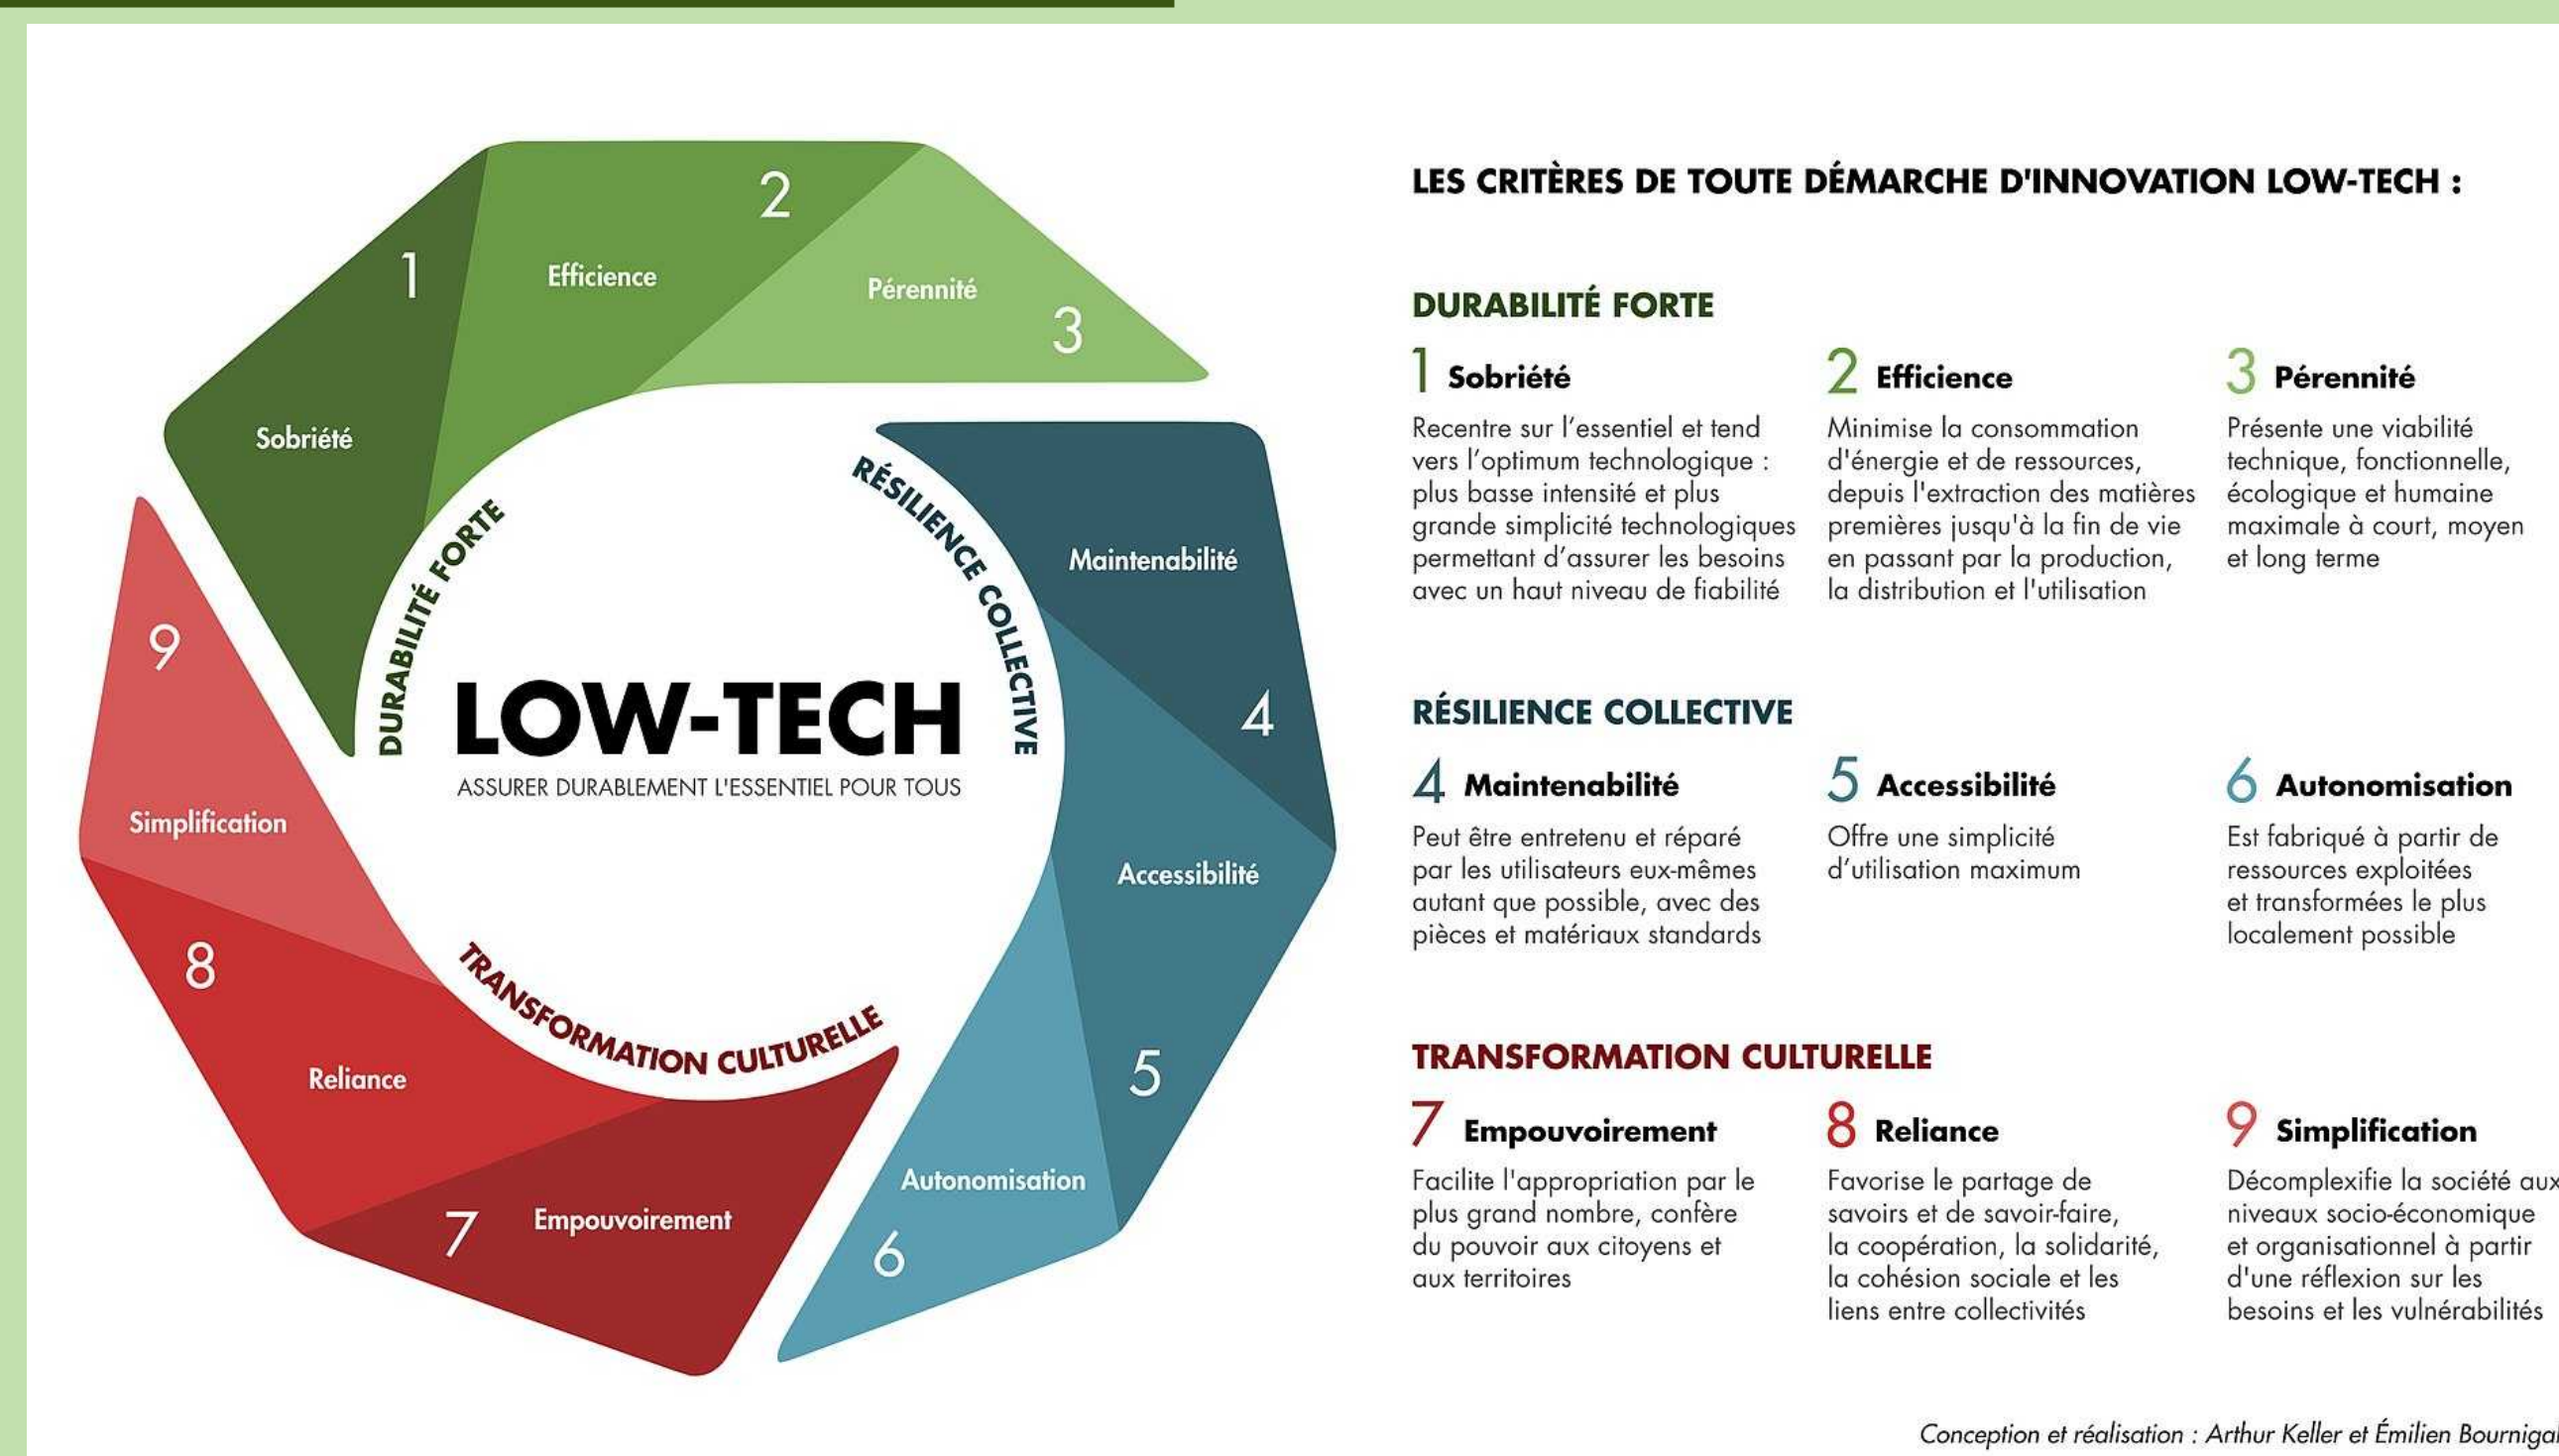 1
2
3
Efficience
Pérennité
Sobriété
DURABILITÉ FORTE
RÉSILIENCE COLLECTIVE
Maintenabilité
4
Accessibilité
5
Autonomisation
6
LOW-TECH
ASSURER DURABLEMENT L'ESSENTIEL POUR TOUS
9
Simplification
8
Reliance
TRANSFORMATION CULTURELLE
7
Empouvoirement
LES CRITÈRES DE TOUTE DÉMARCHE D'INNOVATION LOW-TECH :
DURABILITÉ FORTE
1 Sobriété
Recentre sur l’essentiel et tend
vers l’optimum technologique :
plus basse intensité et plus
grande simplicité technologiques
permettant d’assurer les besoins
avec un haut niveau de fiabilité
2 Efficience
Minimise la consommation
d'énergie et de ressources,
depuis l'extraction des matières
premières jusqu'à la fin de vie
en passant par la production,
la distribution et l'utilisation
3 Pérennité
Présente une viabilité
technique, fonctionnelle,
écologique et humaine
maximale à court, moyen
et long terme
RÉSILIENCE COLLECTIVE
4 Maintenabilité
Peut être entretenu et réparé
par les utilisateurs eux-mêmes
autant que possible, avec des
pièces et matériaux standards
5 Accessibilité
Offre une simplicité
d’utilisation maximum
6 Autonomisation
Est fabriqué à partir de
ressources exploitées
et transformées le plus
localement possible
TRANSFORMATION CULTURELLE
7 Empouvoirement
Facilite l'appropriation par le
plus grand nombre, confère
du pouvoir aux citoyens et
aux territoires
8 Reliance
Favorise le partage de
savoirs et de savoir-faire,
la coopération, la solidarité,
la cohésion sociale et les
liens entre collectivités
9 Simplification
Décomplexifie la société aux
niveaux socio-économique
et organisationnel à partir
d'une réflexion sur les
besoins et les vulnérabilités
Conception et réalisation : Arthur Keller et Émilien Bournigal